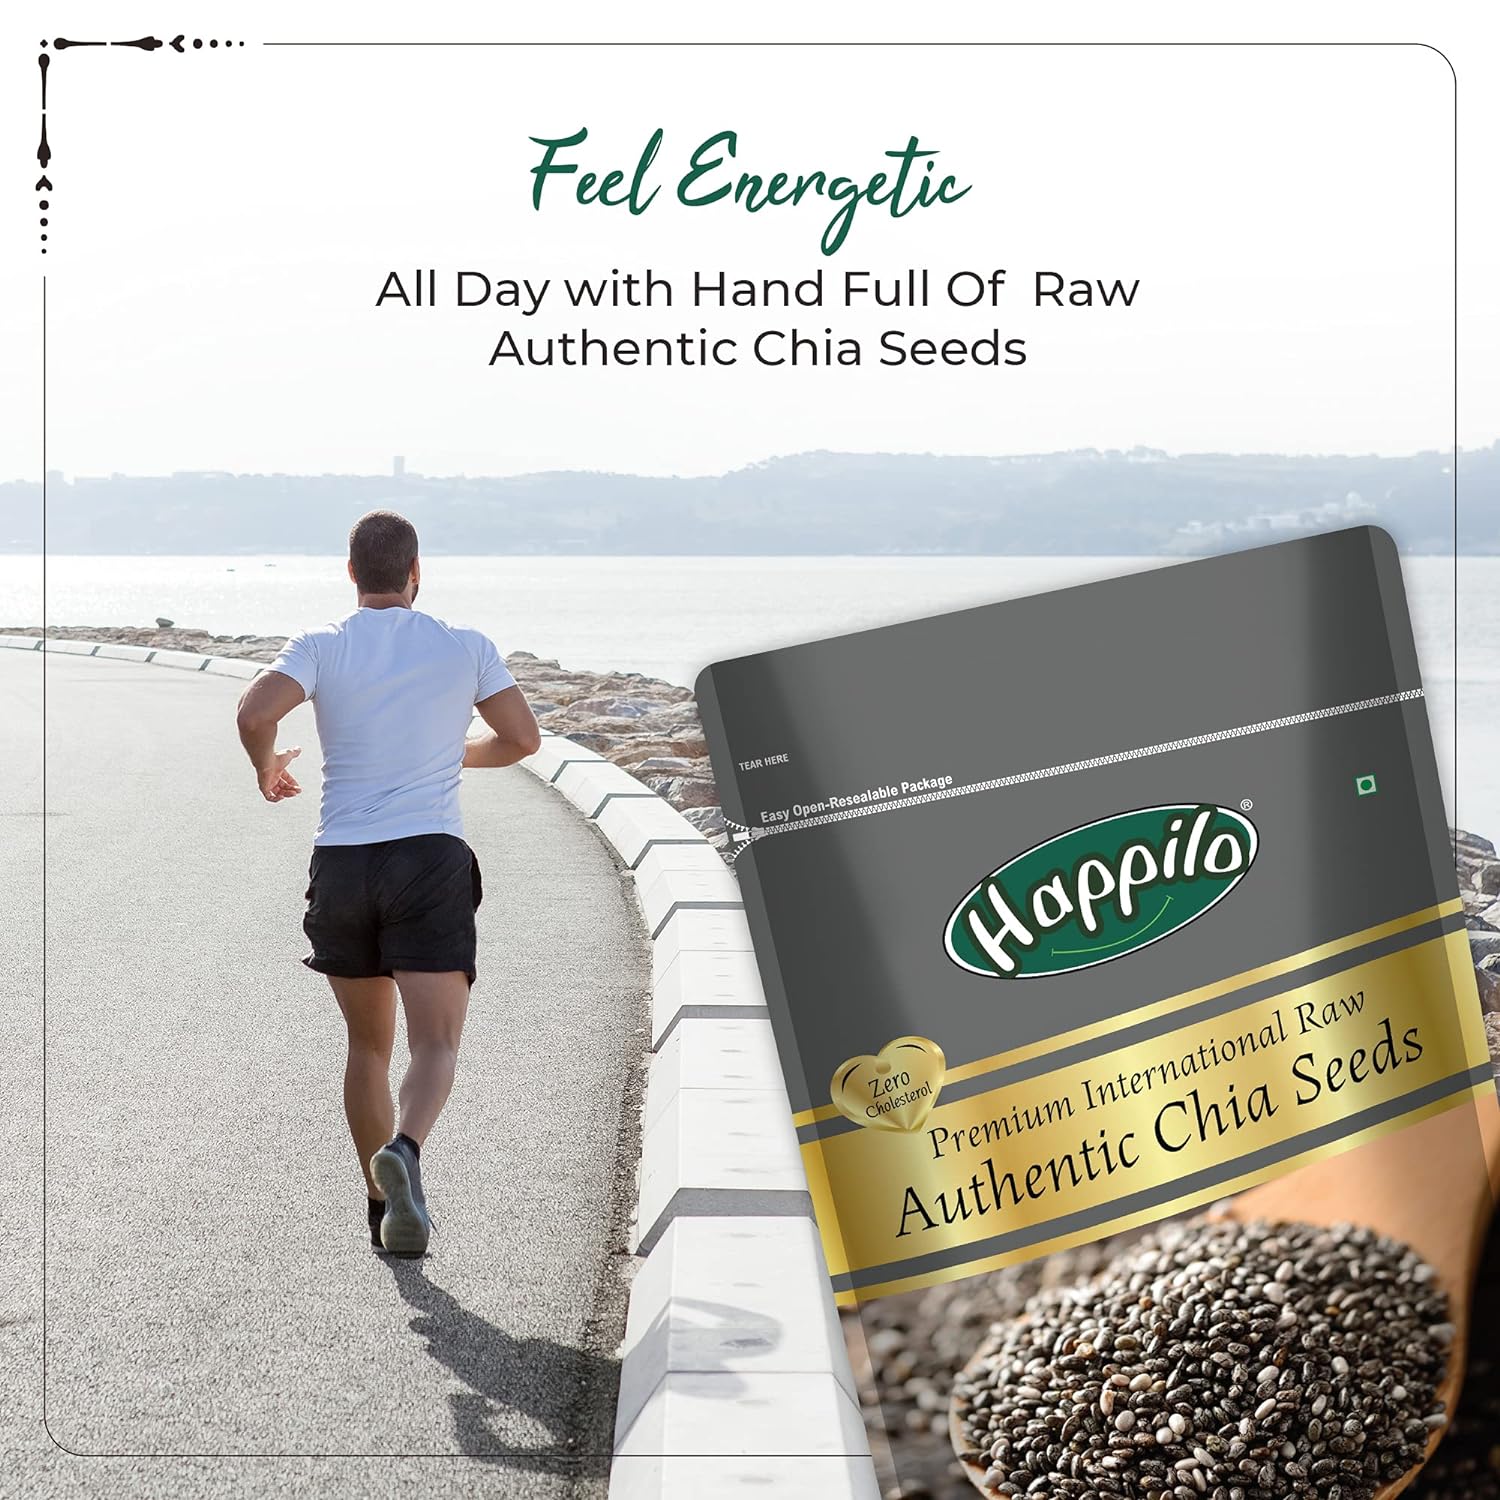 Feel Energetic
All Day with Hand Full Of Raw
Authentic Chia Seeds
TEAR HERE
Easy Open-Resealable Package
Happilo®
Zero
Cholesterol
Premium International Raw
Authentic Chia Seeds